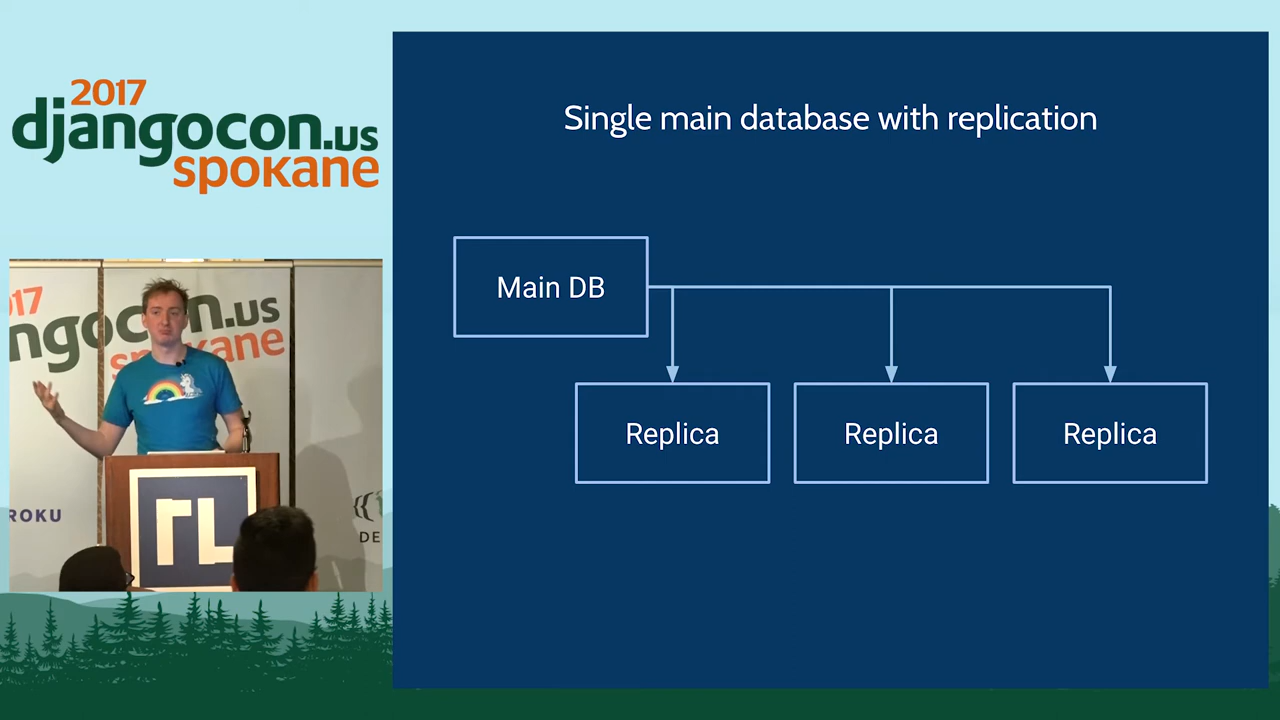 2017
djangocon.us
spokane
Single main database with replication
Main DB
Replica
Replica
Replica
017
ngocon.us
spokane
ROKU
DE